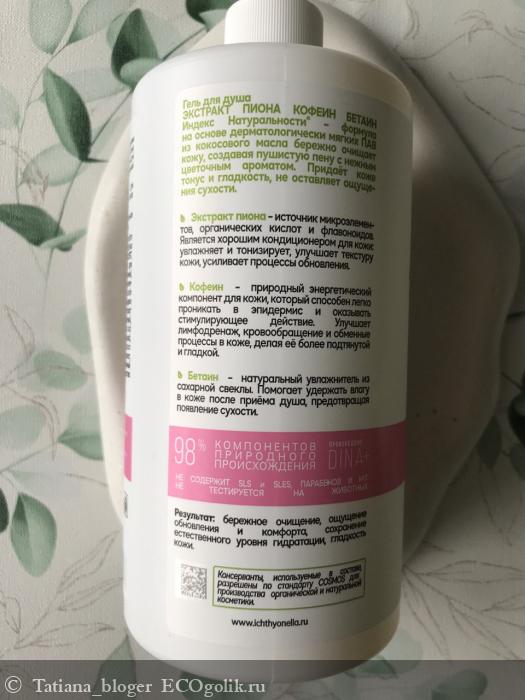 Гель для душа
ЭКСТРАКТ ПИОНА КОФЕИН БЕТАИН
Индекс Натуральности® - формула
на основе дерматологически мягких ПАВ
из кокосового масла бережно очищает
кожу, создавая пушистую пену с нежным
цветочным ароматом. Придаёт коже
тонус и гладкость, не оставляет ощуще-
ния сухости.
Экстракт пиона – источник микроэлемен-
тов, органических кислот и флавоноидов.
Является хорошим кондиционером для кожи:
увлажняет и тонизирует, улучшает текстуру
кожи, усиливает процессы обновления.
Кофеин – природный энергетический
компонент для кожи, который способен легко
проникать в эпидермис и оказывать
стимулирующее действие. Улучшает
лимфодренаж, кровообращение и обменные
процессы в коже, делая её более подтянутой
и гладкой.
Бетаин – натуральный увлажнитель из
сахарной свеклы. Помогает удержать влагу
в коже после приёма душа, предотвращая
появление сухости.
98% КОМПОНЕНТОВ
ПРИРОДНОГО
ПРОИСХОЖДЕНИЯ
DINA+
НЕ СОДЕРЖИТ SLS и SLES, ПАРАБЕНОВ И MIT
НЕ ТЕСТИРУЕТСЯ НА ЖИВОТНЫХ
Результат: бережное очищение, ощущение
обновления и комфорта, сохранение
естественного уровня гидратации, гладкость
кожи.
Консерванты, используемые в составе,
разрешены по стандарту COSMOS для
производства органической и натуральной
косметики.
www.ichthyonella.ru
© Tatiana_bloger ECOgolik.ru